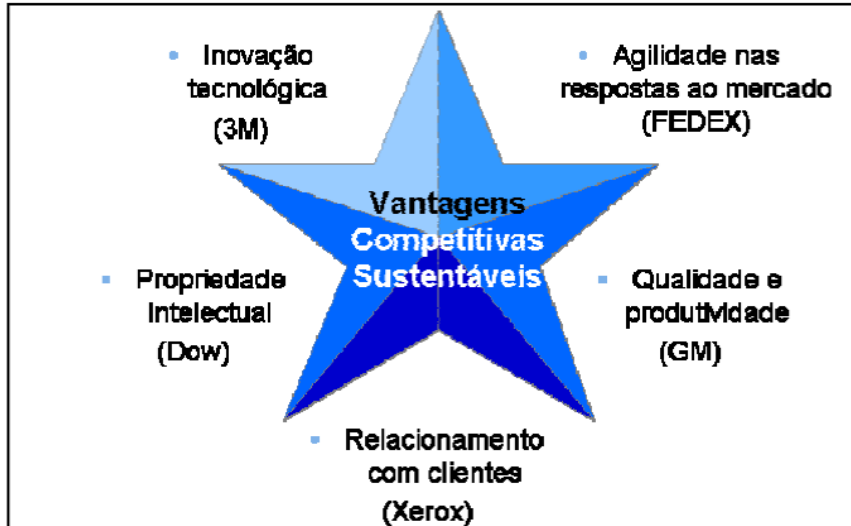 • Inovação
tecnológica
(3M)
• Agilidade nas
respostas ao mercado
(FEDEX)
Vantagens
Competitivas
Sustentáveis
▪ Propriedade
Intelectual
(Dow)
▪ Qualidade e
produtividade
(GM)
▪ Relacionamento
com clientes
(Xerox)